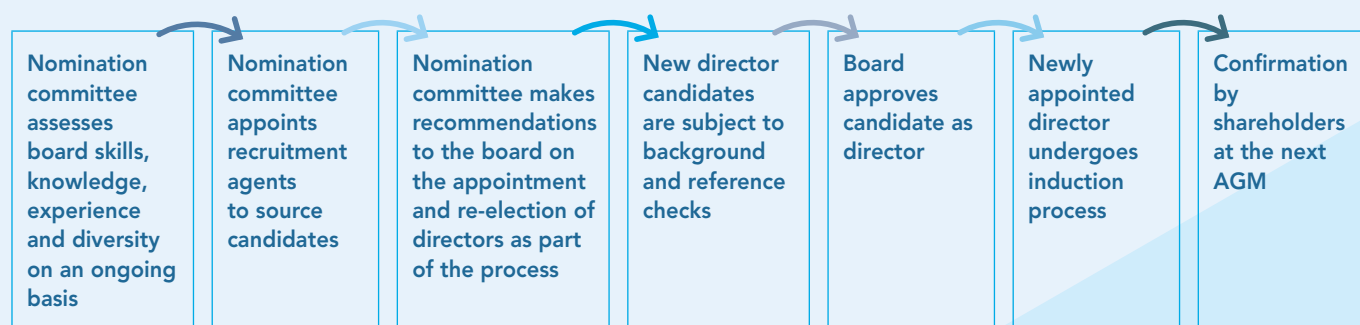 Nomination
committee
assesses
board skills,
knowledge,
experience
and diversity
on an ongoing
basis
Nomination
committee
appoints
recruitment
agents
to source
candidates
Nomination
committee makes
recommendations
to the board on
the appointment
and re-election of
directors as part
of the process
New director
candidates
are subject to
background
and reference
checks
Board
approves
candidate as
director
Newly
appointed
director
undergoes
induction
process
Confirmation
by
shareholders
at the next
AGM